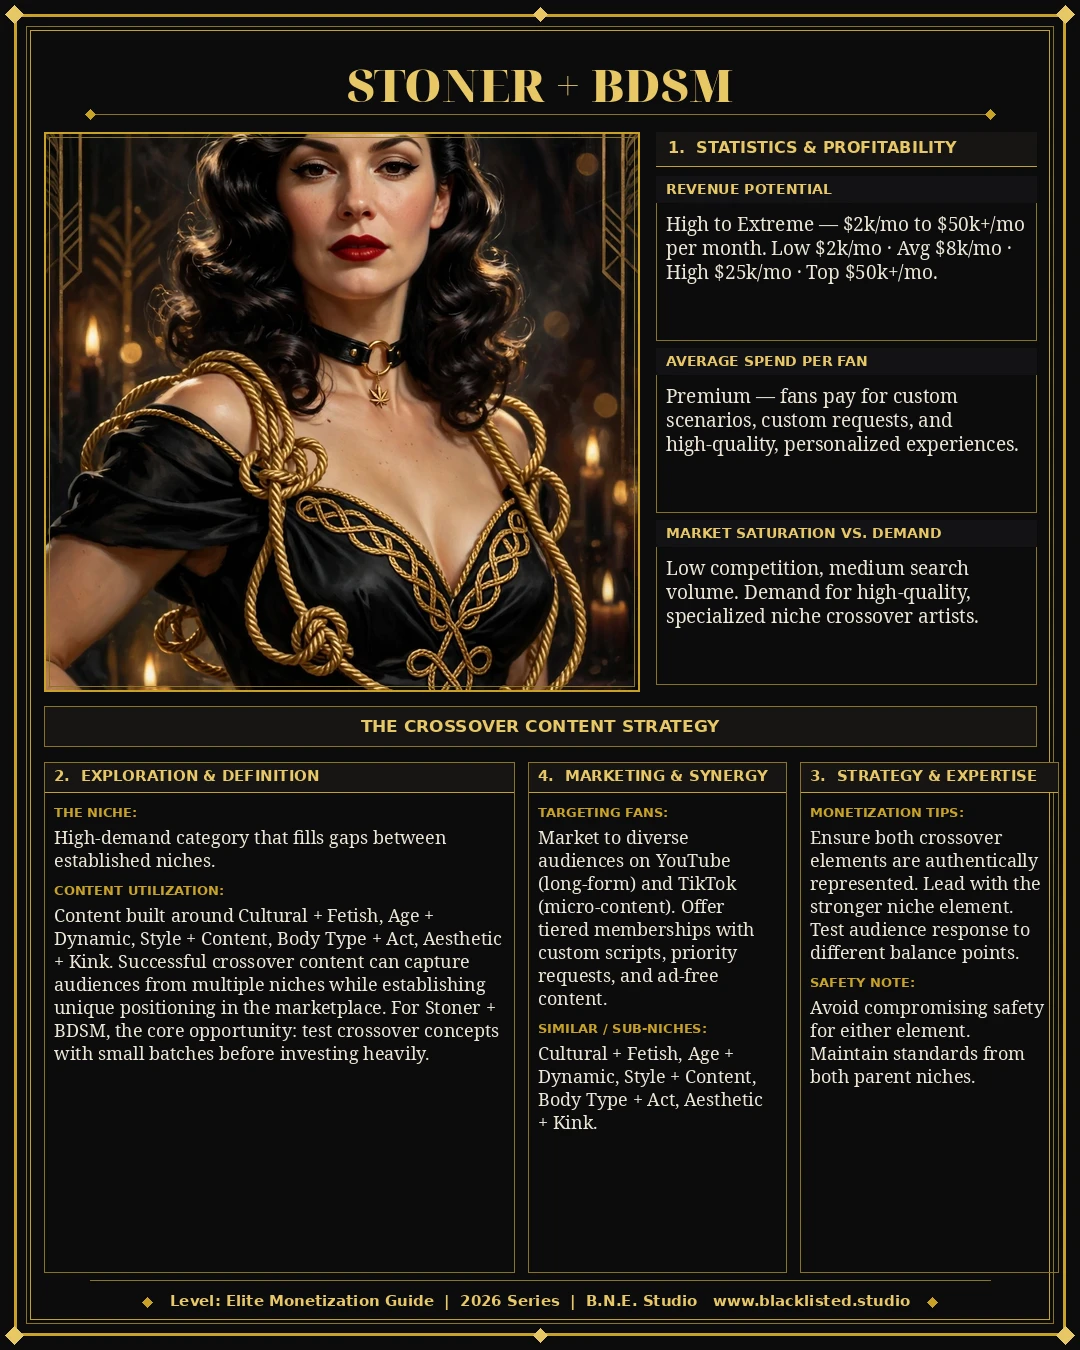 STONER + BDSM
1. STATISTICS & PROFITABILITY
REVENUE POTENTIAL
High to Extreme — $2k/mo to $50k+/mo
per month. Low $2k/mo · Avg $8k/mo ·
High $25k/mo · Top $50k+/mo.
AVERAGE SPEND PER FAN
Premium — fans pay for custom
scenarios, custom requests, and
high-quality, personalized experiences.
MARKET SATURATION VS. DEMAND
Low competition, medium search
volume. Demand for high-quality,
specialized niche crossover artists.
THE CROSSOVER CONTENT STRATEGY
2. EXPLORATION & DEFINITION
THE NICHE:
High-demand category that fills gaps between
established niches.
CONTENT UTILIZATION:
Content built around Cultural + Fetish, Age +
Dynamic, Style + Content, Body Type + Act, Aesthetic
+ Kink. Successful crossover content can capture
audiences from multiple niches while establishing
unique positioning in the marketplace. For Stoner +
BDSM, the core opportunity: test crossover concepts
with small batches before investing heavily.
4. MARKETING & SYNERGY
TARGETING FANS:
Market to diverse
audiences on YouTube
(long-form) and TikTok
(micro-content). Offer
tiered memberships with
custom scripts, priority
requests, and ad-free
content.
SIMILAR / SUB-NICHES:
Cultural + Fetish, Age +
Dynamic, Style + Content,
Body Type + Act, Aesthetic
+ Kink.
3. STRATEGY & EXPERTISE
MONETIZATION TIPS:
Ensure both crossover
elements are authentically
represented. Lead with the
stronger niche element.
Test audience response to
different balance points.
SAFETY NOTE:
Avoid compromising safety
for either element.
Maintain standards from
both parent niches.
Level: Elite Monetization Guide | 2026 Series | B.N.E. Studio www.blacklisted.studio